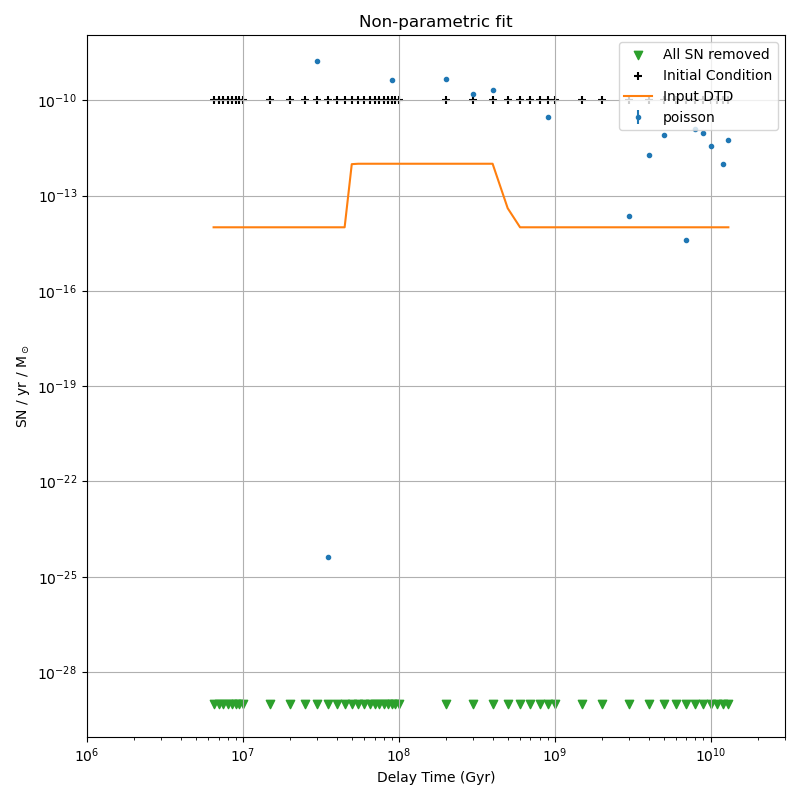 Non-parametric fit
All SN removed
Initial Condition
Input DTD
poisson
SN / yr / M⊙
10⁻¹⁰
10⁻¹³
10⁻¹⁶
10⁻¹⁹
10⁻²²
10⁻²⁵
10⁻²⁸
10⁶ 10⁷ 10⁸ 10⁹ 10¹⁰
Delay Time (Gyr)